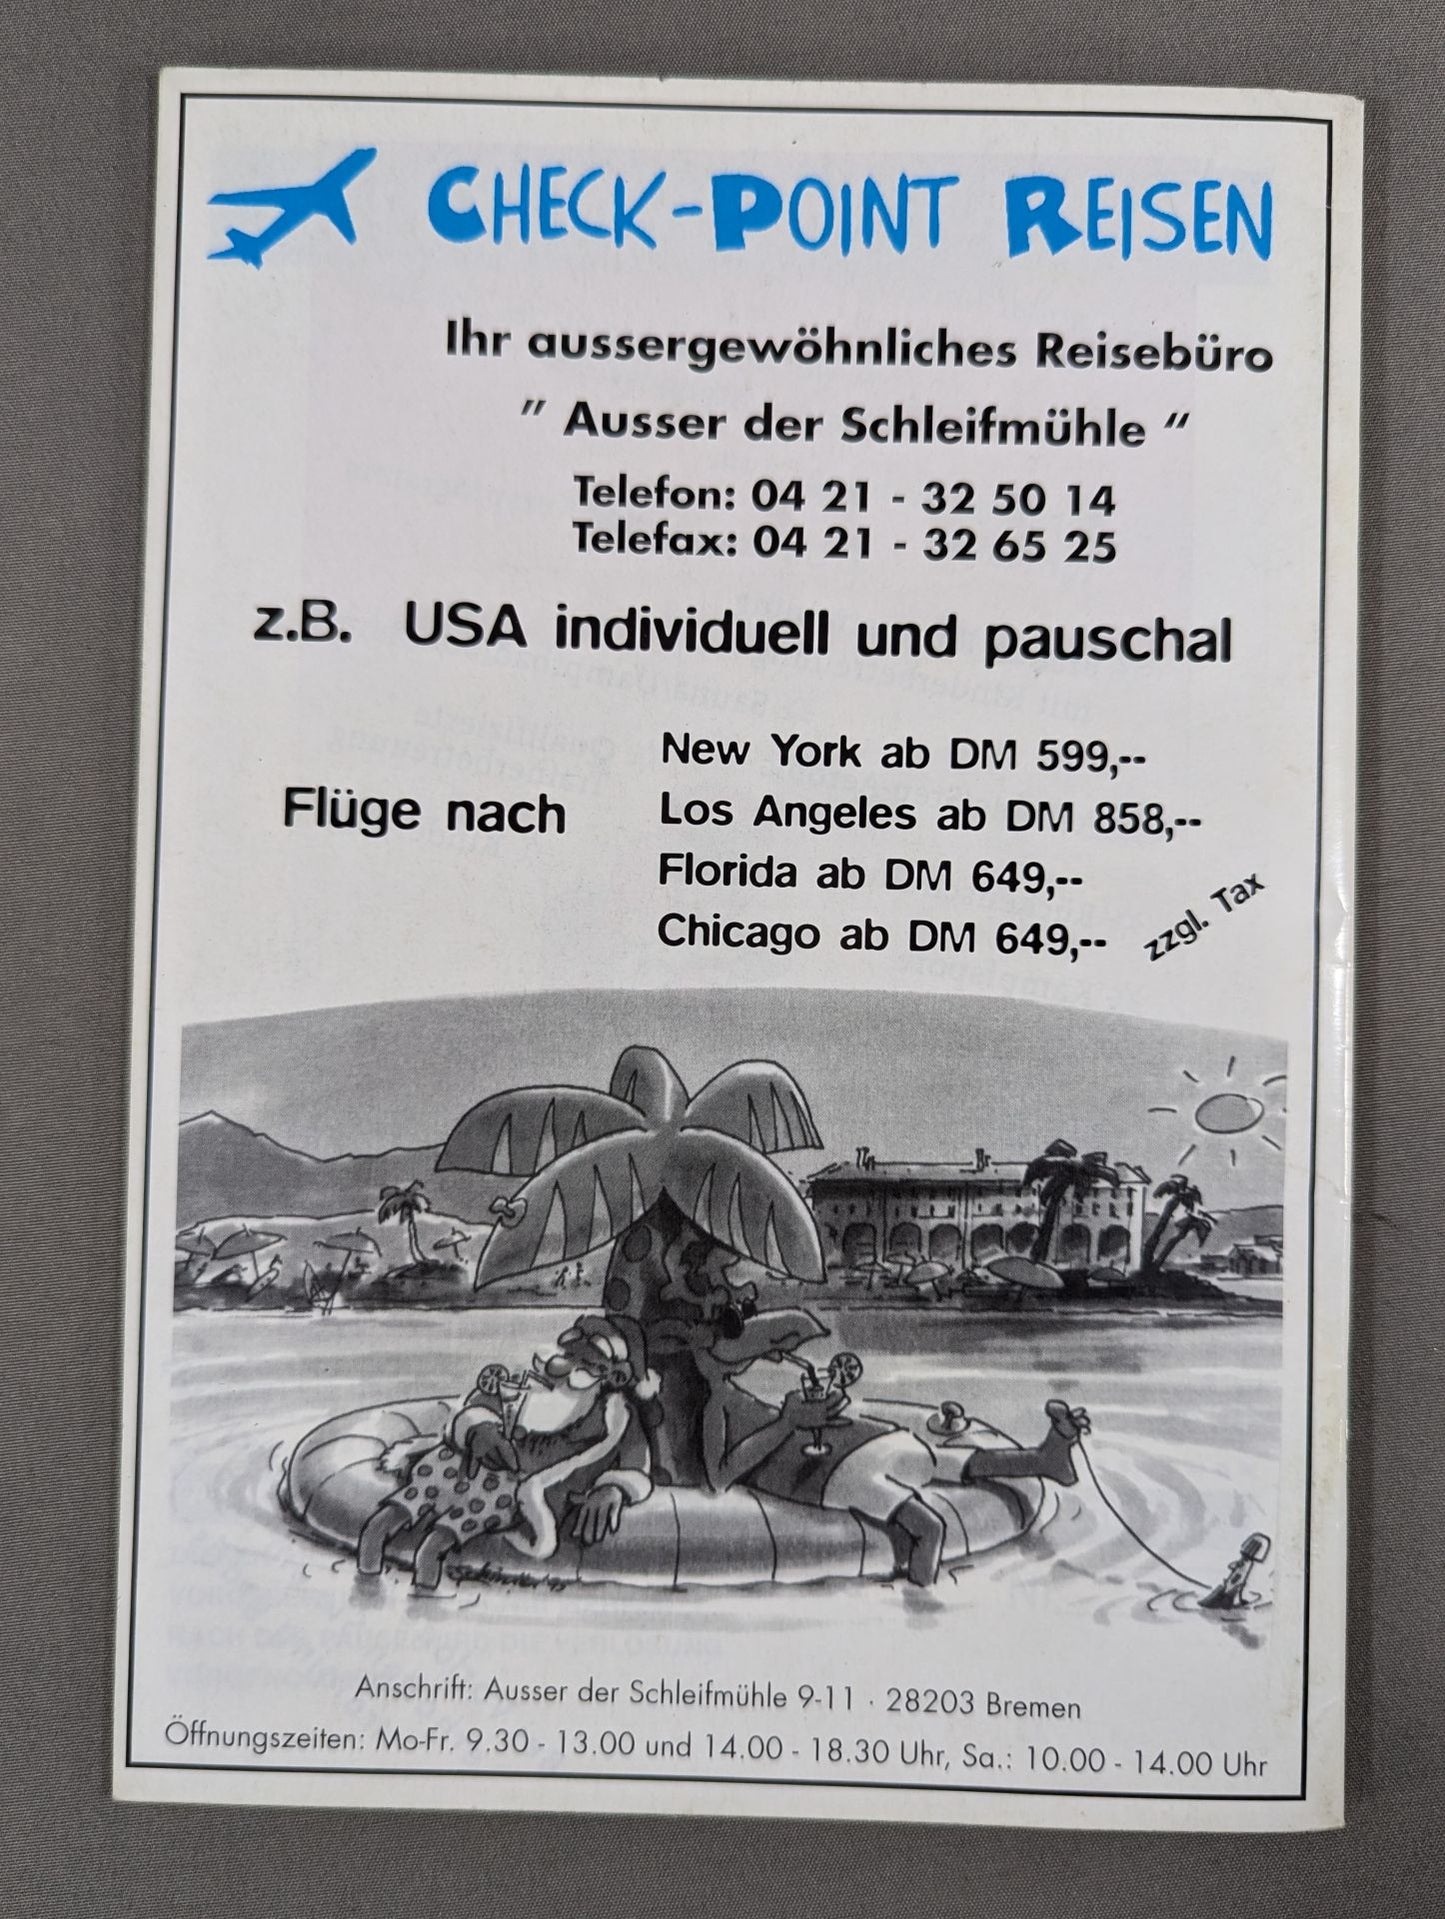 CHECK-POINT REISEN
Ihr aussergewöhnliches Reisebüro
" Ausser der Schleifmühle "
Telefon: 04 21 - 32 50 14
Telefax: 04 21 - 32 65 25
z.B. USA individuell und pauschal
Flüge nach
New York ab DM 599,--
Los Angeles ab DM 858,--
Florida ab DM 649,--
Chicago ab DM 649,--
zzgl. Tax
Anschrift: Ausser der Schleifmühle 9-11 · 28203 Bremen
Öffnungszeiten: Mo-Fr. 9.30 - 13.00 und 14.00 - 18.30 Uhr, Sa.: 10.00 - 14.00 Uhr